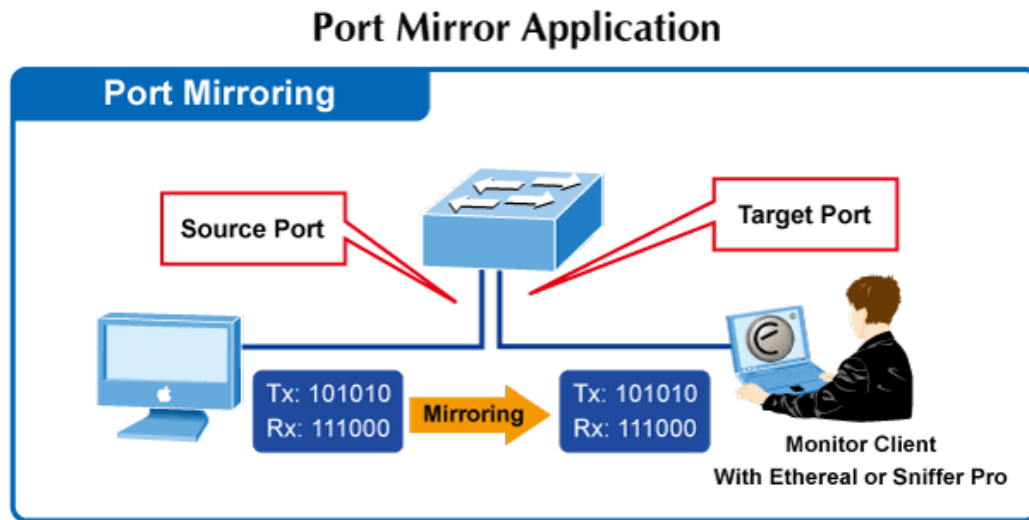 Port Mirror Application
Port Mirroring
Source Port
Target Port
Tx: 101010
Rx: 111000
Mirroring
Tx: 101010
Rx: 111000
e
Monitor Client
With Ethereal or Sniffer Pro